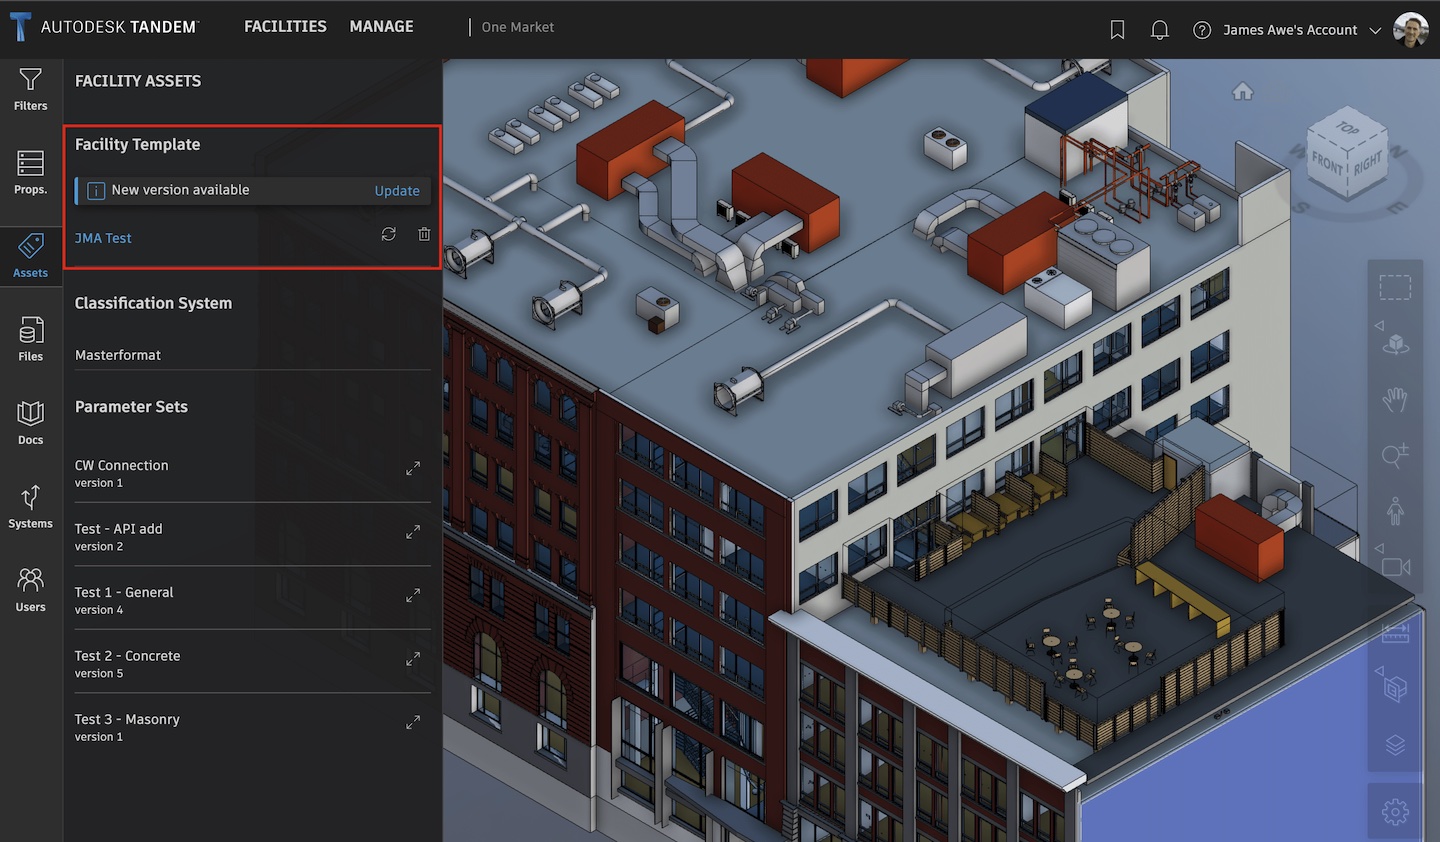 AUTODESK TANDEM™
FACILITIES
MANAGE
One Market
James Awe's Account
Filters
Props.
Assets
Files
Docs
Systems
Users
FACILITY ASSETS
Facility Template
New version available
Update
JMA Test
Classification System
Masterformat
Parameter Sets
CW Connection
version 1
Test - API add
version 2
Test 1 - General
version 4
Test 2 - Concrete
version 5
Test 3 - Masonry
version 1
TOP
FRONT
RIGHT
W
N
S
E